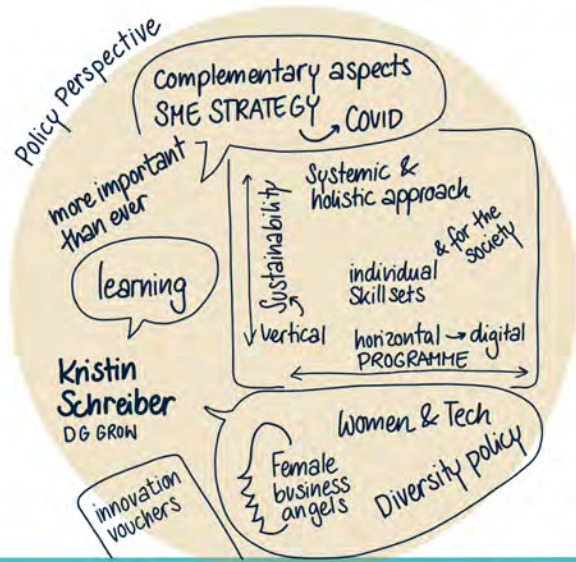 Policy Perspective
complementary aspects
SME STRATEGY
COVID
more important
than ever
learning
Systemic &
holistic approach
Sustainability
& for the
society
individual
Skill sets
vertical
horizontal → digital
PROGRAMME
Kristin
Schreiber
DG GROW
Women & Tech
Female
business
angels
Diversity policy
innovation
vouchers